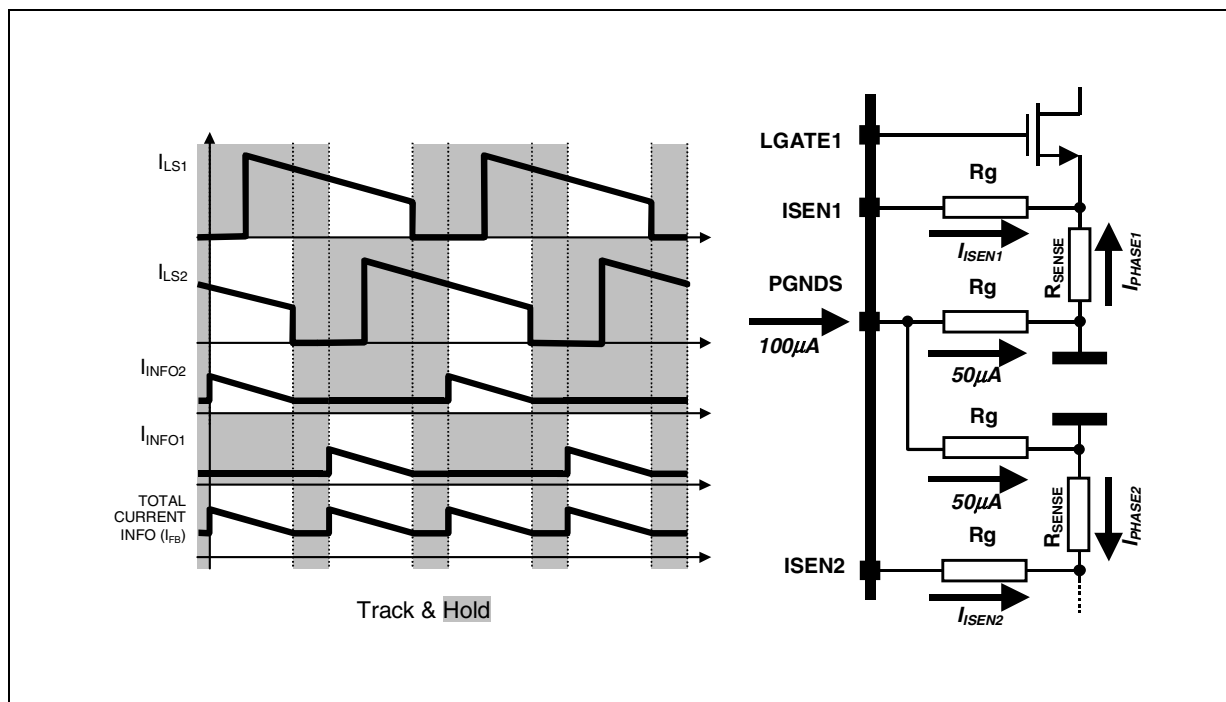 I_LS1
I_LS2
I_INFO2
I_INFO1
TOTAL
CURRENT
INFO (I_FB)
Track & Hold
LGATE1
Rg
ISEN1
I_ISEN1
R_SENSE
I_PHASE1
PGNDS
Rg
100µA
50µA
Rg
50µA
R_SENSE
I_PHASE2
Rg
ISEN2
I_ISEN2